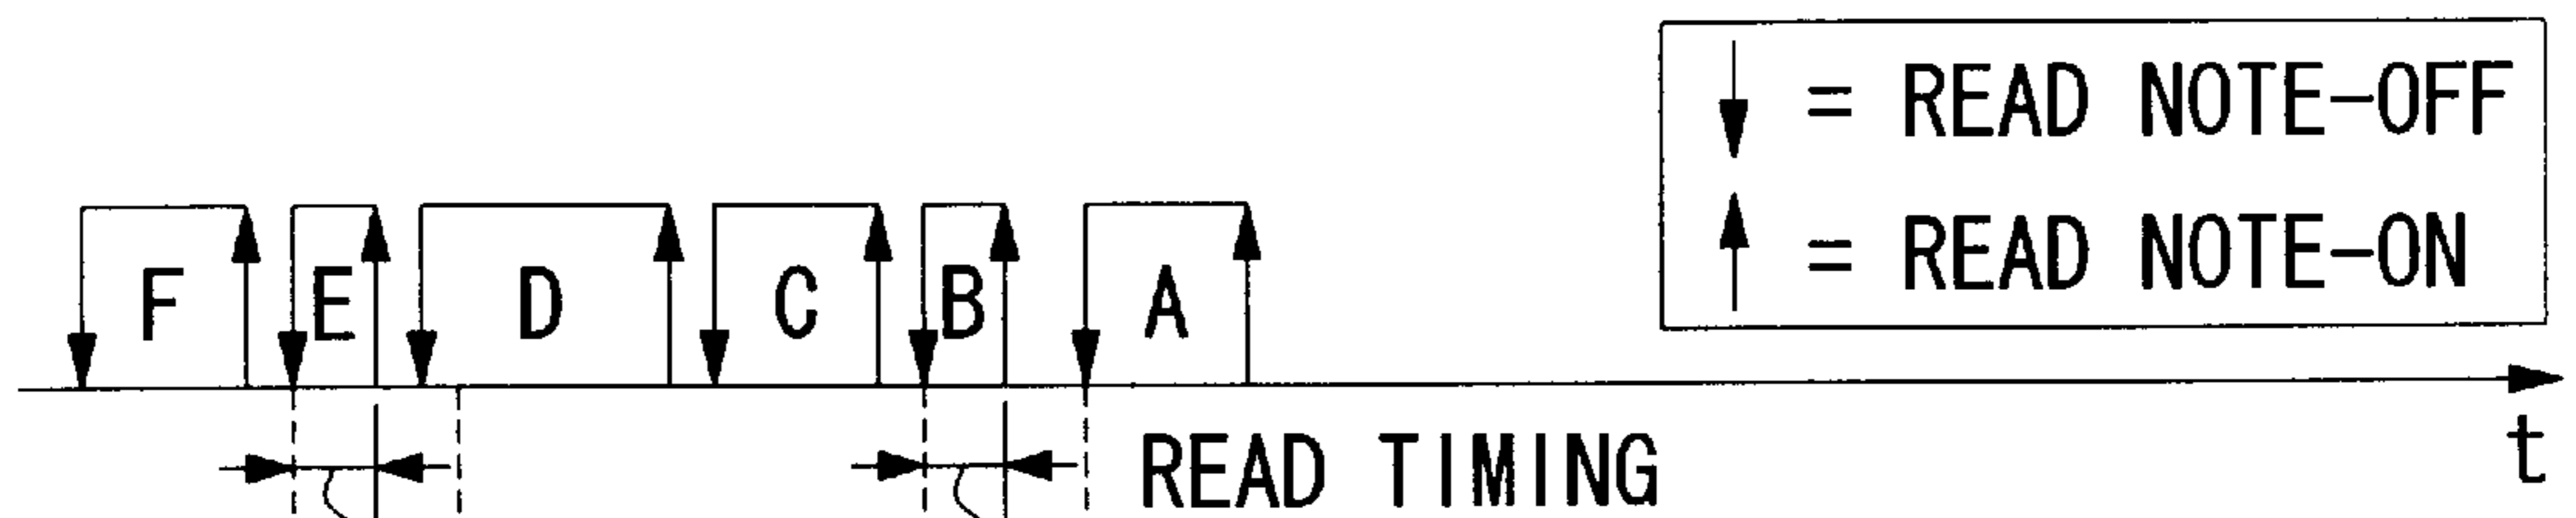 = READ NOTE-OFF
= READ NOTE-ON
F E D C B A
READ TIMING
t